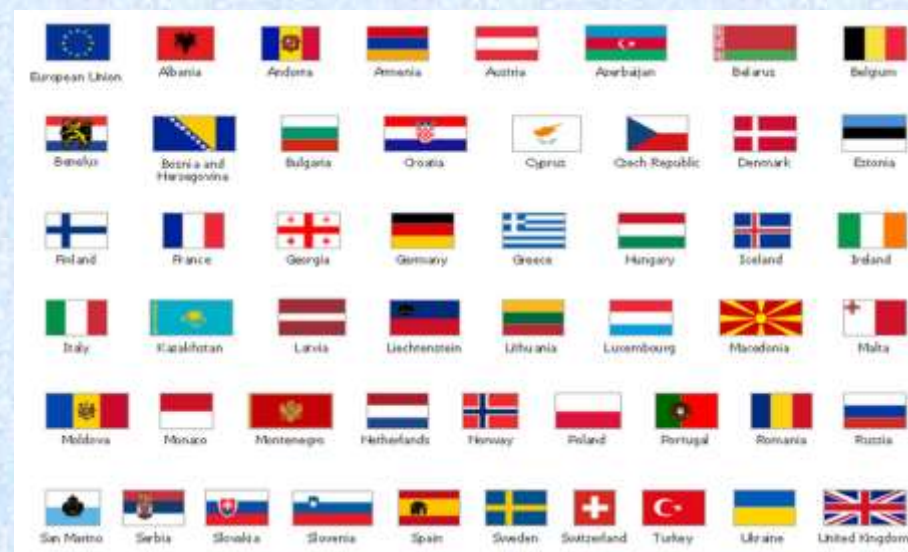 European Union Albania Andorra Armenia Austria Azerbaijan Belarus Belgium
Benelux Bosnia and Herzegovina Bulgaria Croatia Cyprus Czech Republic Denmark Estonia
Finland France Georgia Germany Greece Hungary Iceland Ireland
Italy Kazakhstan Latvia Liechtenstein Lithuania Luxembourg Macedonia Malta
Moldova Monaco Montenegro Netherlands Norway Poland Portugal Romania Russia
San Marino Serbia Slovakia Slovenia Spain Sweden Switzerland Turkey Ukraine United Kingdom